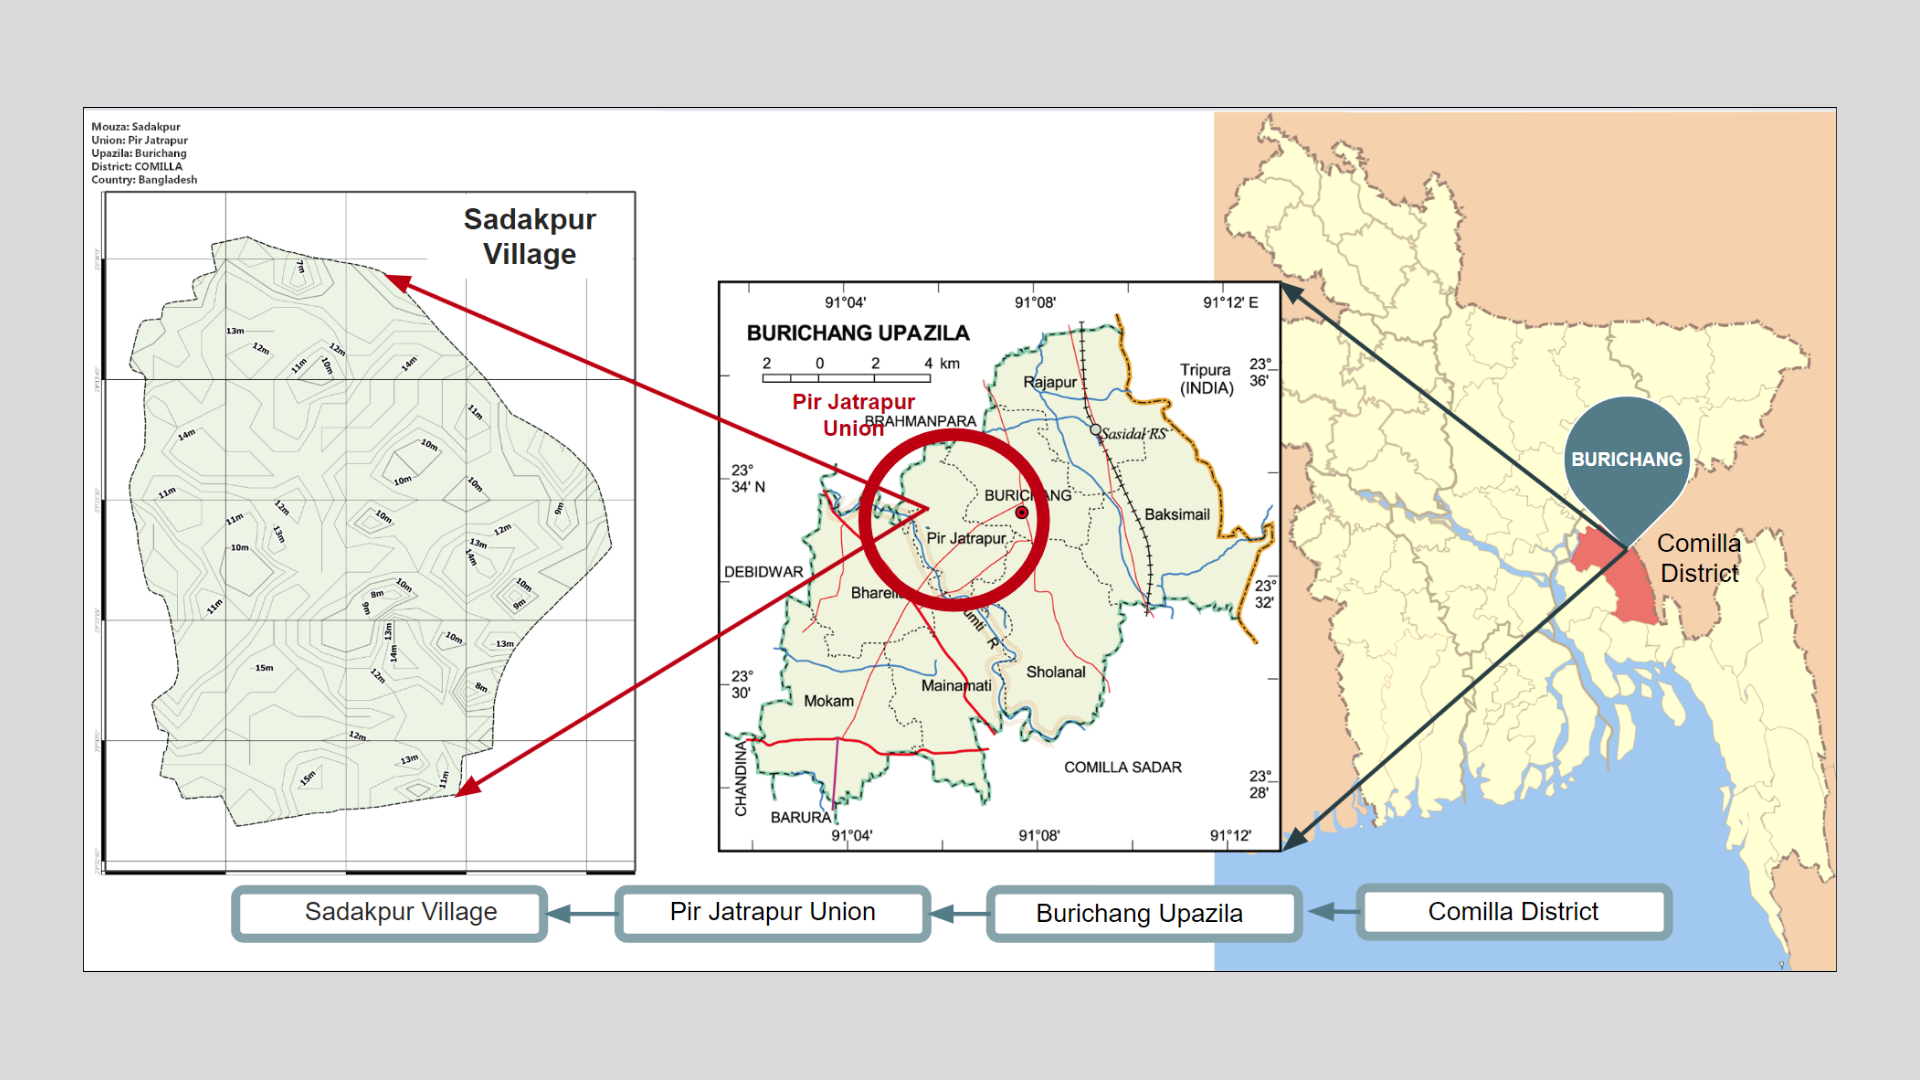 Mouza: Sadakpur
Union: Pir Jatrapur
Upazila: Burichang
District: COMILLA
Country: Bangladesh
Sadakpur
Village
7m
13m
12m
12m
11m
10m
14m
11m
14m
10m
10m
10m
11m
12m
11m
13m
10m
9m
12m
10m
13m
14m
10m
8m
9m
10m
9m
11m
13m
14m
10m
13m
15m
12m
8m
12m
13m
11m
15m
91°04'
91°08'
91°12' E
BURICHANG UPAZILA
2 0 2 4 km
Pir Jatrapur
Union
BRAHMANPARA
Rajapur
Tripura
(INDIA)
23°
36'
Sasidal RS
23°
34' N
BURICHANG
Baksimail
Pir Jatrapur
DEBIDWAR
Bharella
23°
32'
umti R
Sholanal
23°
30'
Mainamati
Mokam
CHANDINA
COMILLA SADAR
23°
28'
BARURA
91°04'
91°08'
91°12'
BURICHANG
Comilla
District
Sadakpur Village
Pir Jatrapur Union
Burichang Upazila
Comilla District